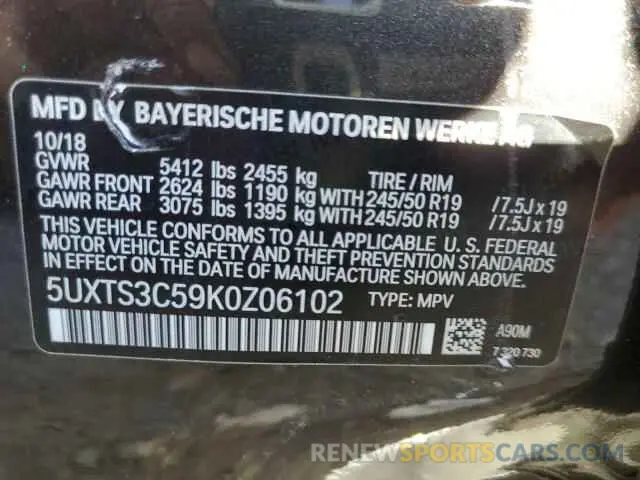 MFD BY BAYERISCHE MOTOREN WERKE AG
10/18
GVWR 5412 lbs 2455 kg TIRE / RIM
GAWR FRONT 2624 lbs 1190 kg WITH 245/50 R19 /7.5J x 19
GAWR REAR 3075 lbs 1395 kg WITH 245/50 R19 /7.5J x 19
THIS VEHICLE CONFORMS TO ALL APPLICABLE U. S. FEDERAL
MOTOR VEHICLE SAFETY AND THEFT PREVENTION STANDARDS
IN EFFECT ON THE DATE OF MANUFACTURE SHOWN ABOVE.
5UXTS3C59K0Z06102 TYPE: MPV
A90M
7 320 730
RENEWSPORTSCARS.COM